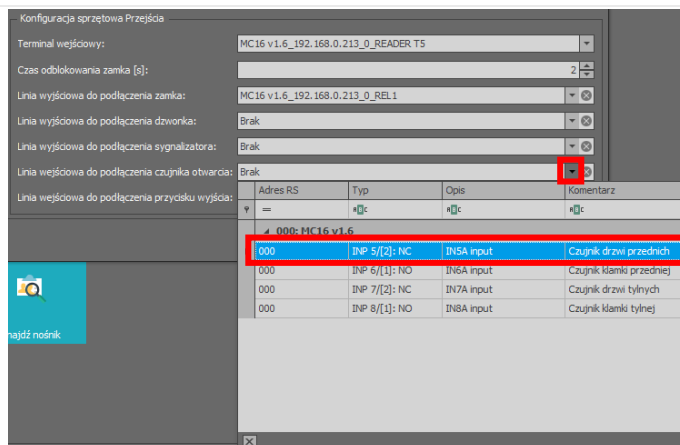 Konfiguracja sprzętowa Przejścia
Terminal wejściowy: MC16 v1.6_192.168.0.213_0_READER T5
Czas odblokowania zamka [s]: 2
Linia wyjściowa do podłączenia zamka: MC16 v1.6_192.168.0.213_0_REL1
Linia wyjściowa do podłączenia dzwonka: Brak
Linia wyjściowa do podłączenia sygnalizatora: Brak
Linia wejściowa do podłączenia czujnika otwarcia: Brak
Linia wejściowa do podłączenia przycisku wyjścia:
Adres RS Typ Opis Komentarz
=
000: MC16 v1.6
000 INP 5/[2]: NC IN5A input Czujnik drzwi przednich
000 INP 6/[1]: NO IN6A input Czujnik klamki przedniej
000 INP 7/[2]: NC IN7A input Czujnik drzwi tylnych
000 INP 8/[1]: NO IN8A input Czujnik klamki tylnej
najdź nośnik